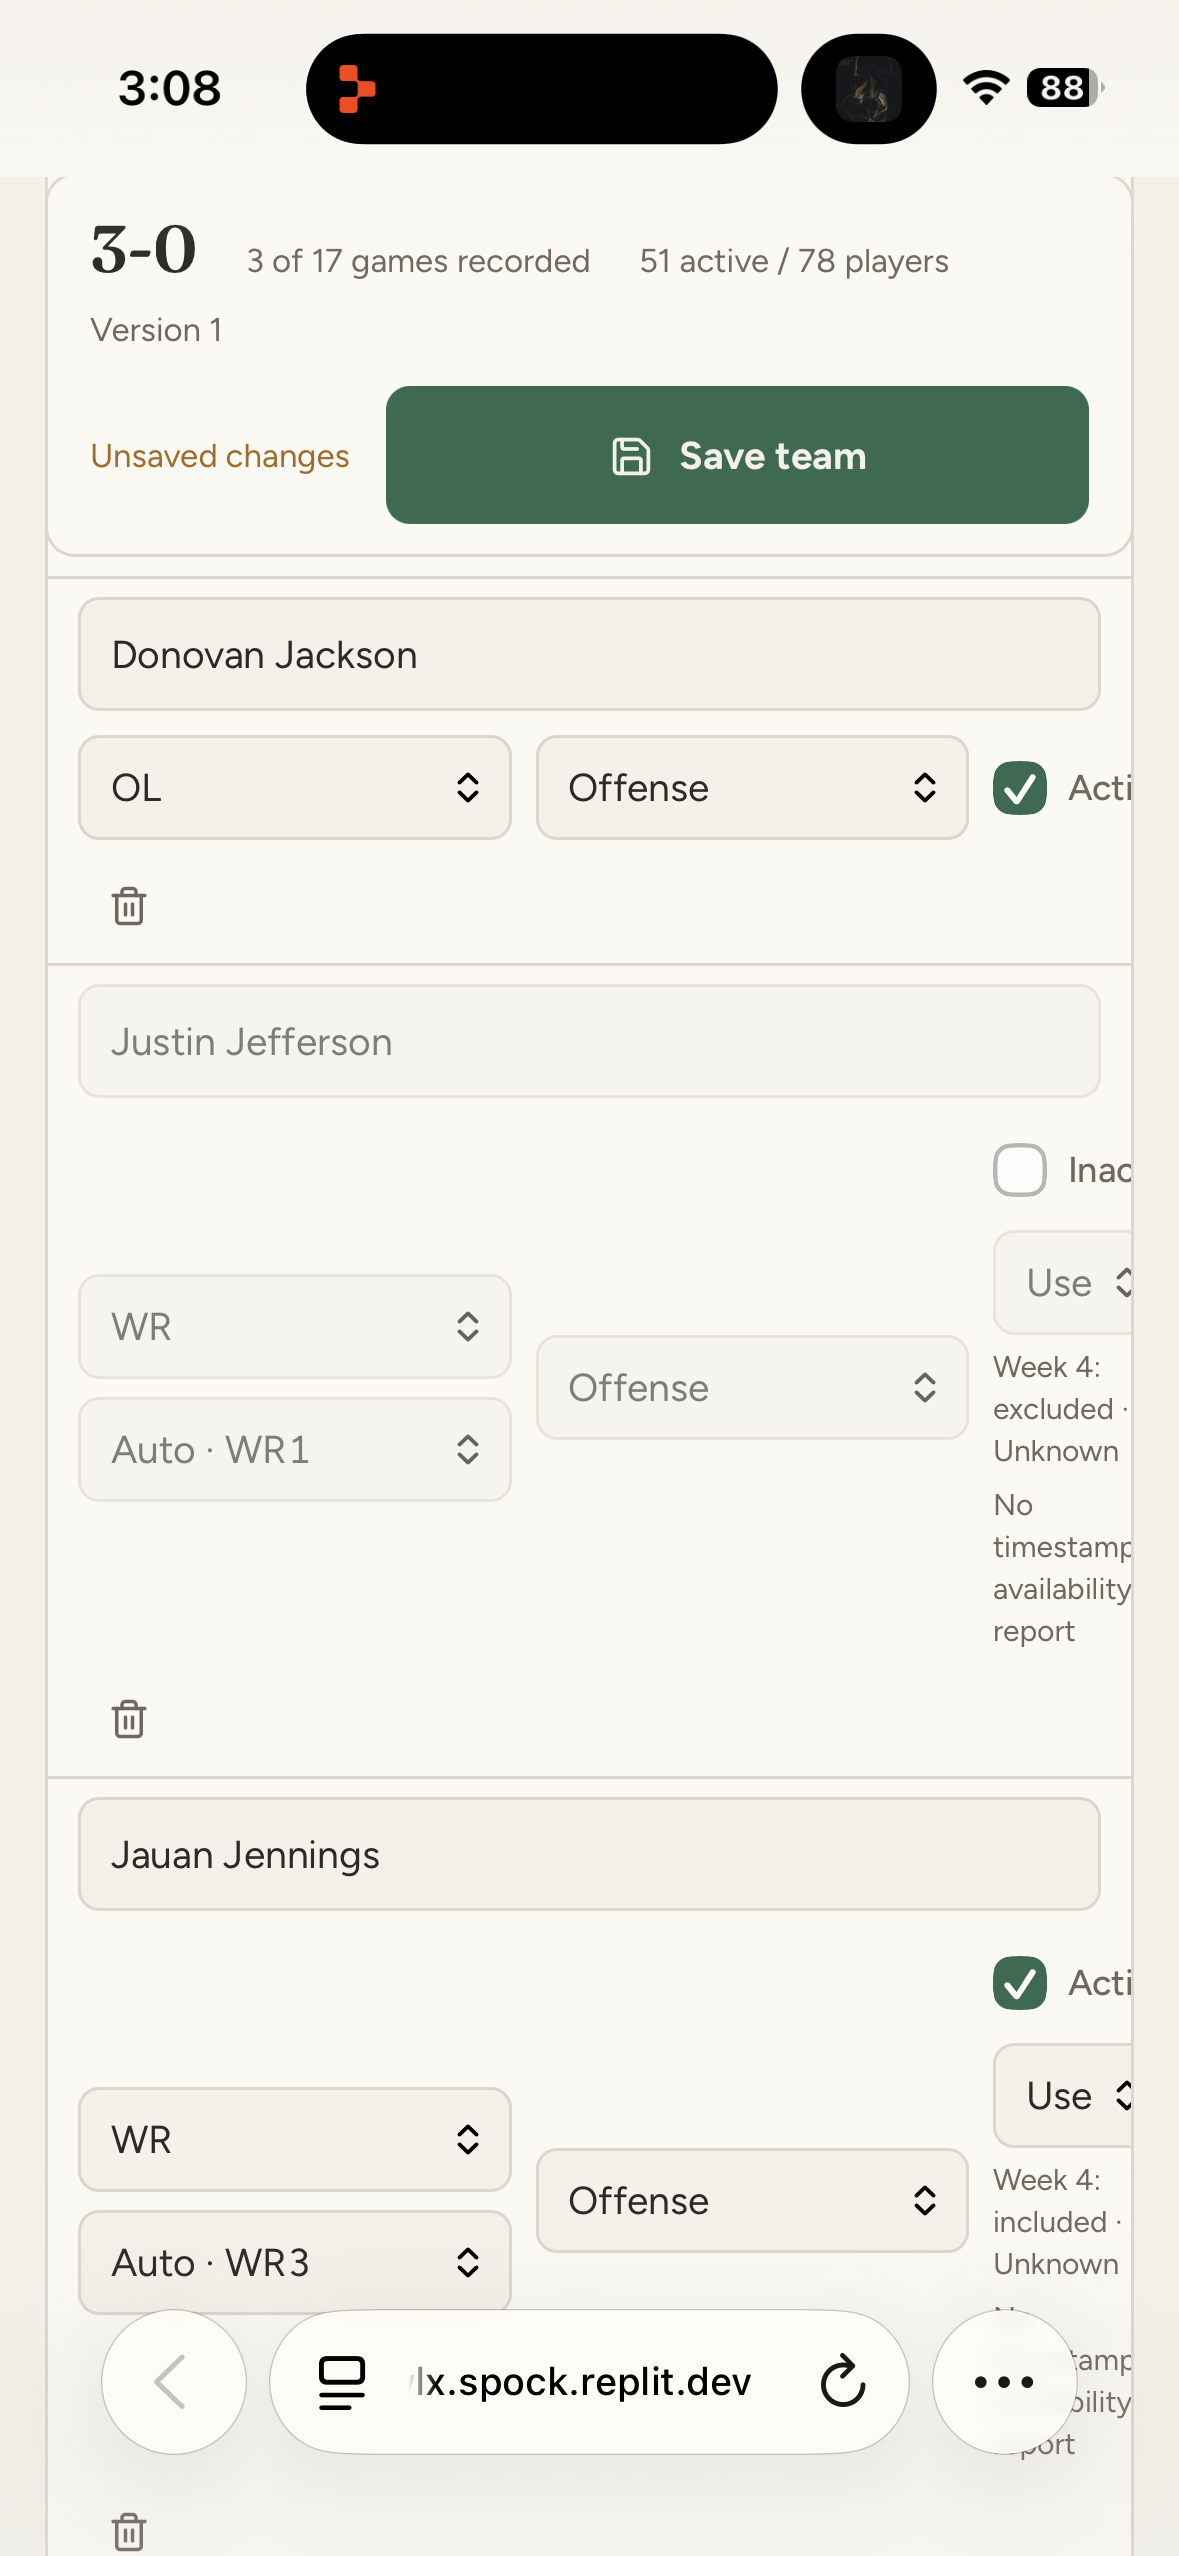 3:08
88
3-0 3 of 17 games recorded 51 active / 78 players
Version 1
Unsaved changes Save team
Donovan Jackson
OL Offense Acti
Justin Jefferson
Inac
Use
WR
Offense
Auto · WR1
Week 4:
excluded ·
Unknown
No
timestamp
availability
report
Jauan Jennings
Acti
Use
WR
Offense
Auto · WR3
Week 4:
included ·
Unknown
lx.spock.replit.dev